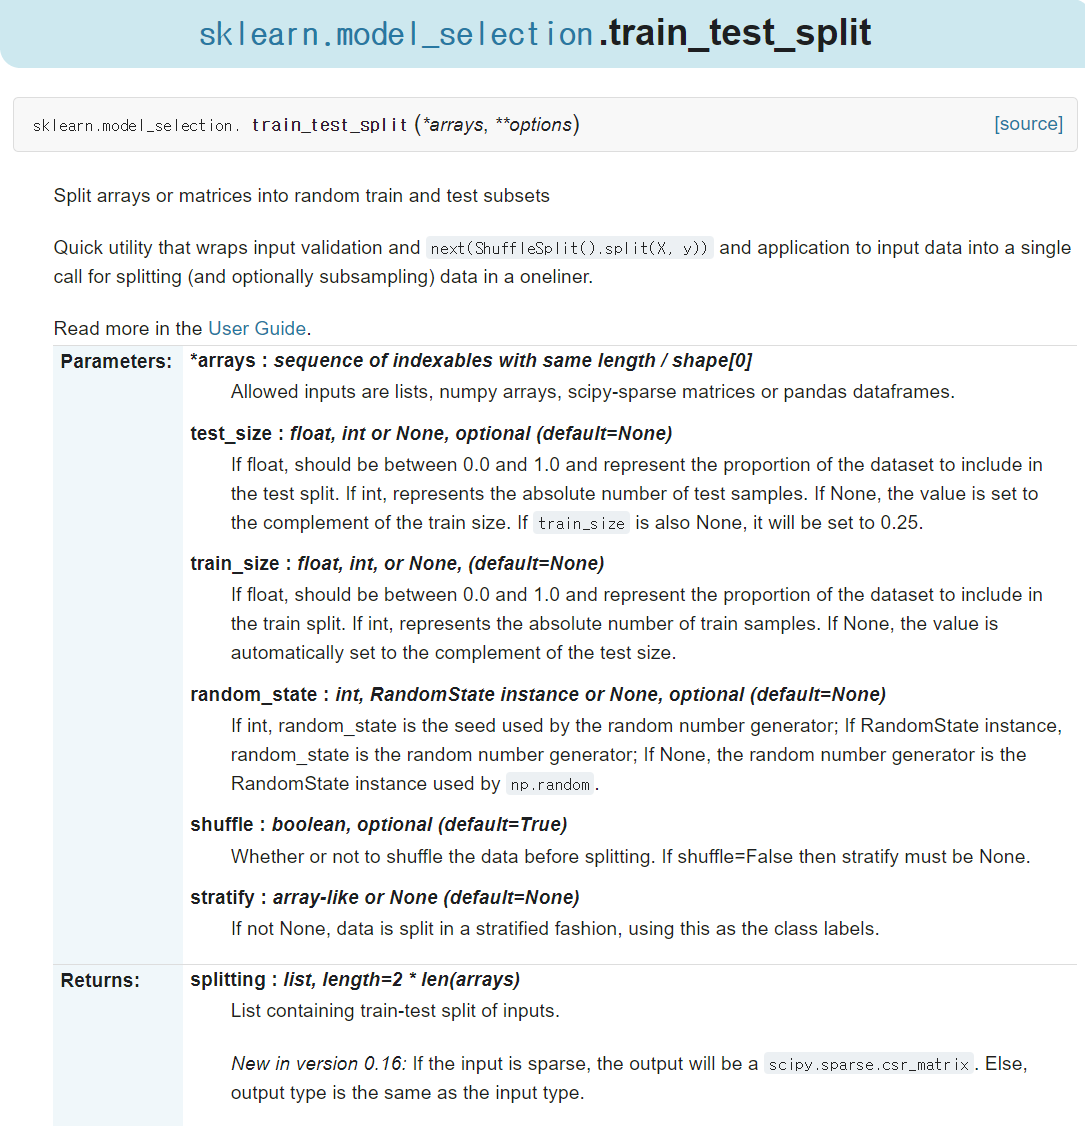 sklearn.model_selection.train_test_split
sklearn.model_selection. train_test_split (*arrays, **options) [source]
Split arrays or matrices into random train and test subsets
Quick utility that wraps input validation and next(ShuffleSplit().split(X, y)) and application to input data into a single
call for splitting (and optionally subsampling) data in a oneliner.
Read more in the User Guide.
Parameters: *arrays : sequence of indexables with same length / shape[0]
Allowed inputs are lists, numpy arrays, scipy-sparse matrices or pandas dataframes.
test_size : float, int or None, optional (default=None)
If float, should be between 0.0 and 1.0 and represent the proportion of the dataset to include in
the test split. If int, represents the absolute number of test samples. If None, the value is set to
the complement of the train size. If train_size is also None, it will be set to 0.25.
train_size : float, int, or None, (default=None)
If float, should be between 0.0 and 1.0 and represent the proportion of the dataset to include in
the train split. If int, represents the absolute number of train samples. If None, the value is
automatically set to the complement of the test size.
random_state : int, RandomState instance or None, optional (default=None)
If int, random_state is the seed used by the random number generator; If RandomState instance,
random_state is the random number generator; If None, the random number generator is the
RandomState instance used by np.random.
shuffle : boolean, optional (default=True)
Whether or not to shuffle the data before splitting. If shuffle=False then stratify must be None.
stratify : array-like or None (default=None)
If not None, data is split in a stratified fashion, using this as the class labels.
Returns: splitting : list, length=2 * len(arrays)
List containing train-test split of inputs.
New in version 0.16: If the input is sparse, the output will be a scipy.sparse.csr_matrix. Else,
output type is the same as the input type.